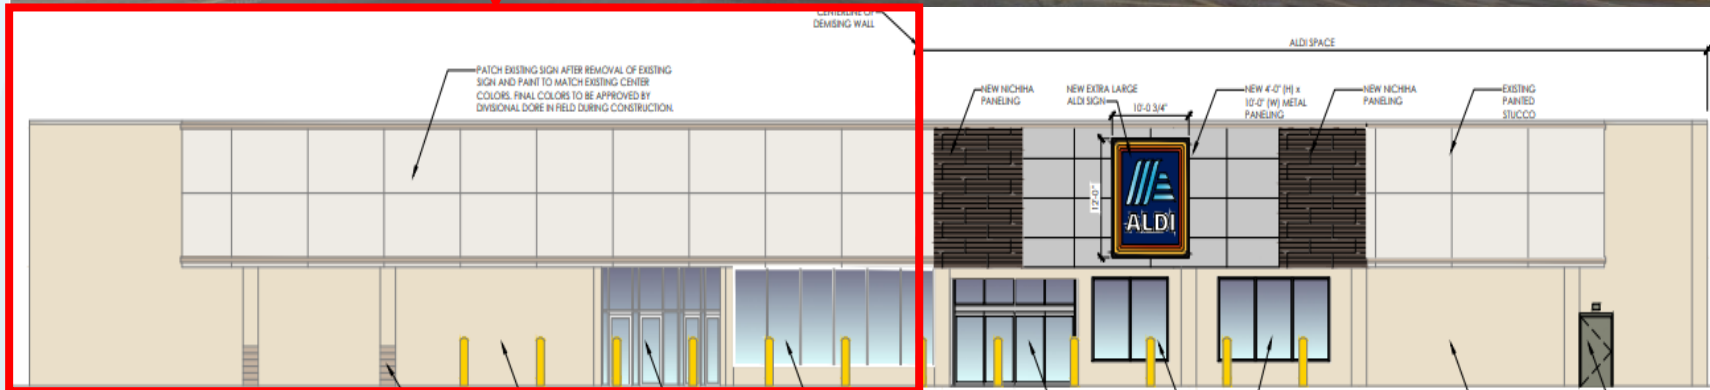 CENTERLINE OF
DEMISING WALL
ALDI SPACE
PATCH EXISTING SIGN AFTER REMOVAL OF EXISTING
SIGN AND PAINT TO MATCH EXISTING CENTER
COLORS. FINAL COLORS TO BE APPROVED BY
DIVISIONAL DORE IN FIELD DURING CONSTRUCTION.
NEW NICHIHA
PANELING
NEW EXTRA LARGE
ALDI SIGN
10'-0 3/4"
NEW 4'-0" (H) x
10'-0" (W) METAL
PANELING
NEW NICHIHA
PANELING
EXISTING
PAINTED
STUCCO
12'-0"
ALDI